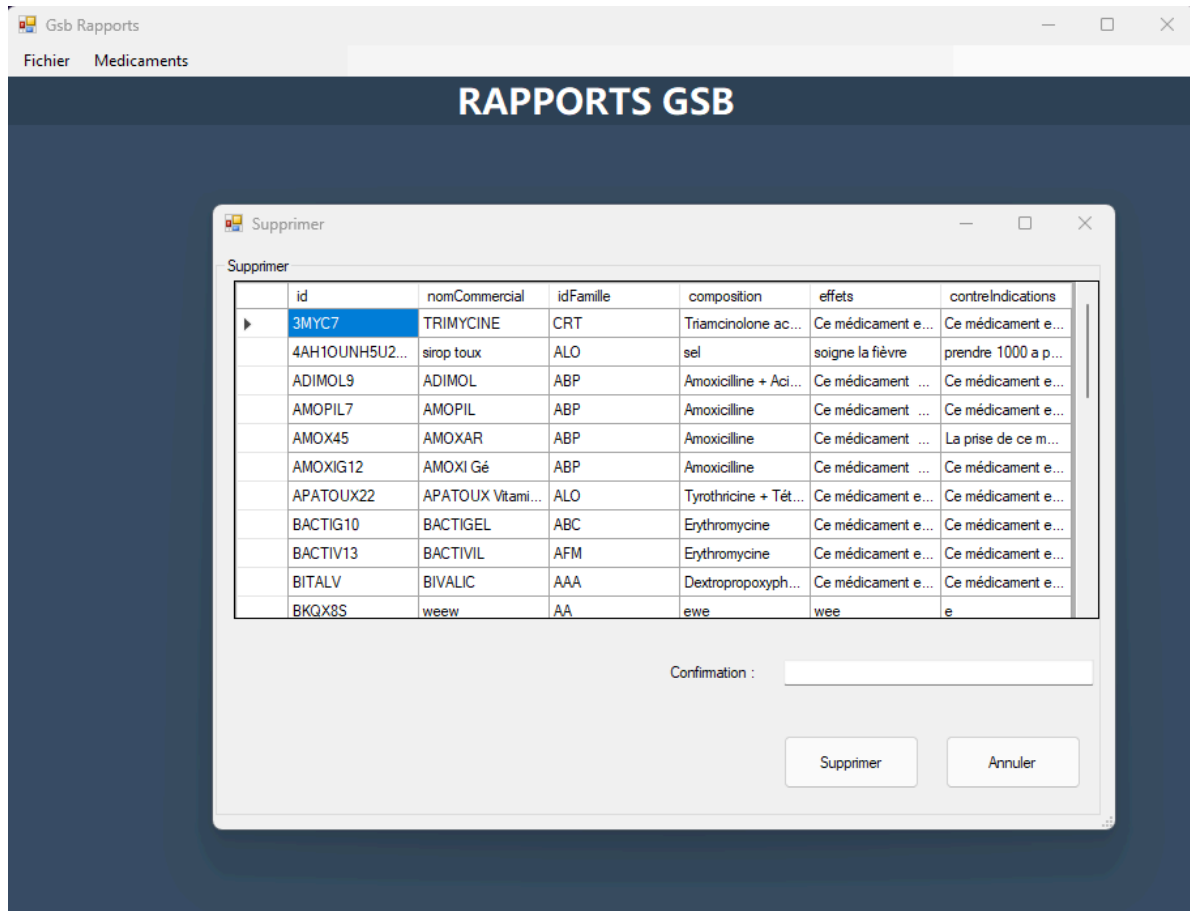 Gsb Rapports
Fichier Medicaments
RAPPORTS GSB
Supprimer
Supprimer
id nomCommercial idFamille composition effets contreIndications
3MYC7 TRIMYCINE CRT Triamcinolone ac... Ce médicament e... Ce médicament e...
4AH1OUNH5U2... sirop toux ALO sel soigne la fièvre prendre 1000 a p...
ADIMOL9 ADIMOL ABP Amoxicilline + Aci... Ce médicament ... Ce médicament e...
AMOPIL7 AMOPIL ABP Amoxicilline Ce médicament ... Ce médicament e...
AMOX45 AMOXAR ABP Amoxicilline Ce médicament ... La prise de ce m...
AMOXIG12 AMOXI Gé ABP Amoxicilline Ce médicament ... Ce médicament e...
APATOUX22 APATOUX Vitami... ALO Tyrothricine + Tét... Ce médicament e... Ce médicament e...
BACTIG10 BACTIGEL ABC Erythromycine Ce médicament e... Ce médicament e...
BACTIV13 BACTIVIL AFM Erythromycine Ce médicament e... Ce médicament e...
BITALV BIVALIC AAA Dextropropoxyph... Ce médicament e... Ce médicament e...
BKQX8S weew AA ewe wee e
Confirmation :
Supprimer Annuler